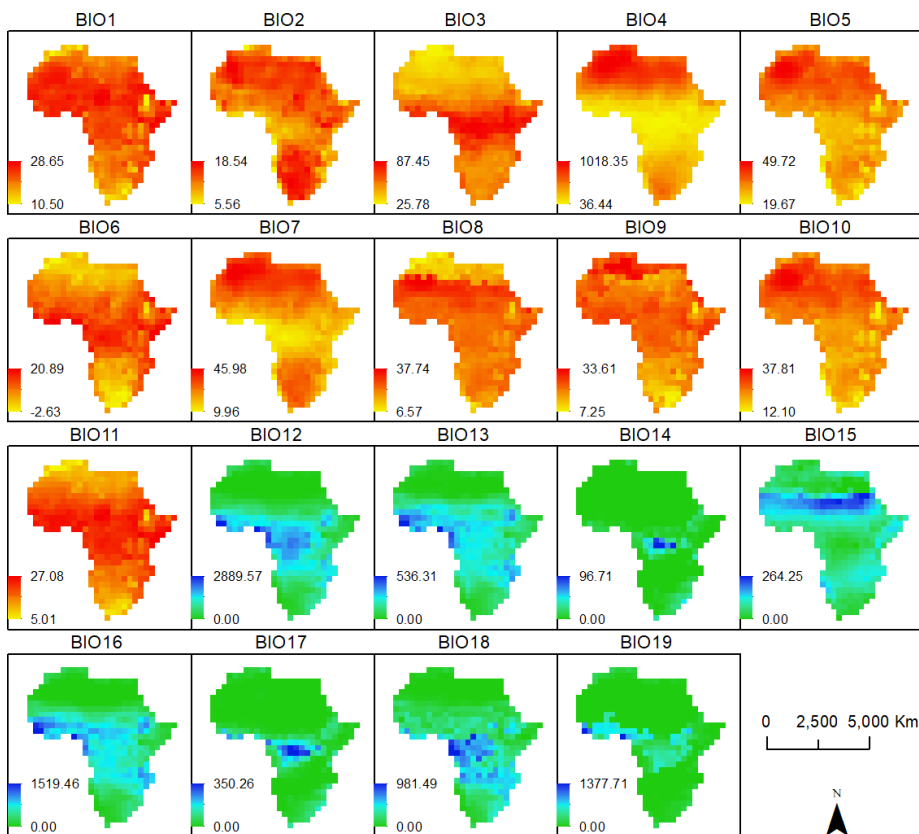 BIO1 BIO2 BIO3 BIO4 BIO5
28.65 18.54 87.45 1018.35 49.72
10.50 5.56 25.78 36.44 19.67
BIO6 BIO7 BIO8 BIO9 BIO10
20.89 45.98 37.74 33.61 37.81
-2.63 9.96 6.57 7.25 12.10
BIO11 BIO12 BIO13 BIO14 BIO15
27.08 2889.57 536.31 96.71 264.25
5.01 0.00 0.00 0.00 0.00
BIO16 BIO17 BIO18 BIO19
0 2,500 5,000 Km
1519.46 350.26 981.49 1377.71
N
0.00 0.00 0.00 0.00